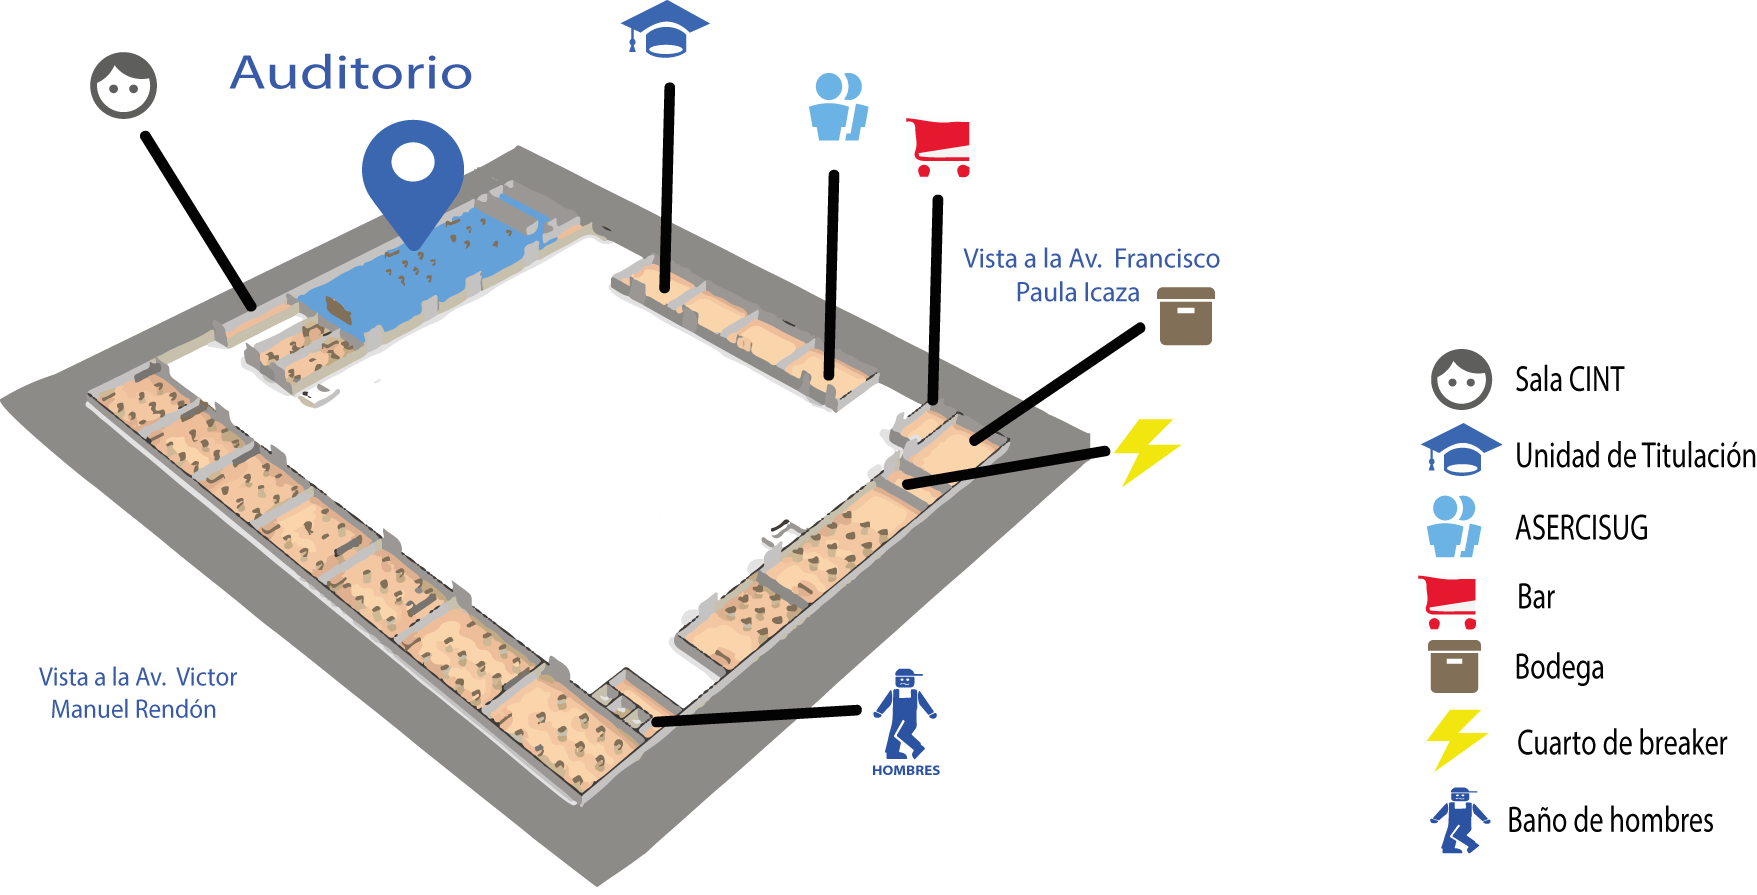 Auditorio
Vista a la Av. Francisco
Paula Icaza
Vista a la Av. Victor
Manuel Rendón
HOMBRES
Sala CINT
Unidad de Titulación
ASERCISUG
Bar
Bodega
Cuarto de breaker
Baño de hombres